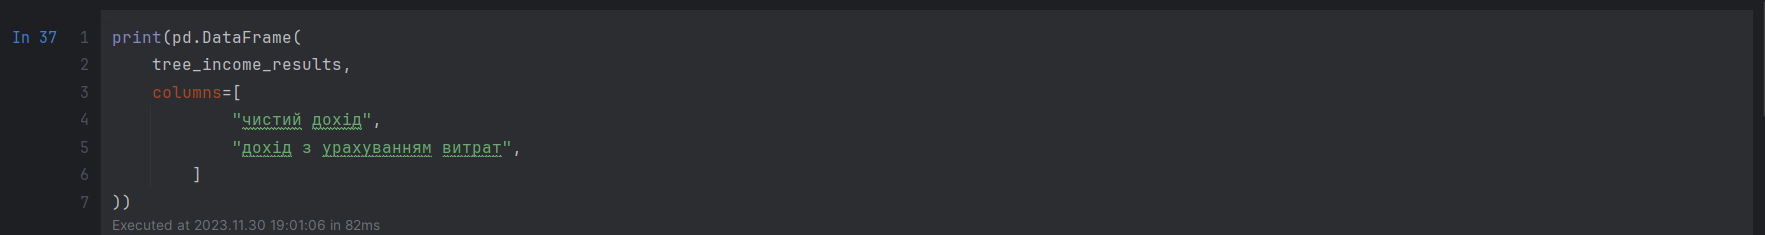 In 37 1 print(pd.DataFrame(
2 tree_income_results,
3 columns=[
4 "чистий дохід",
5 "дохід з урахуванням витрат",
6 ]
7 ))
Executed at 2023.11.30 19:01:06 in 82ms